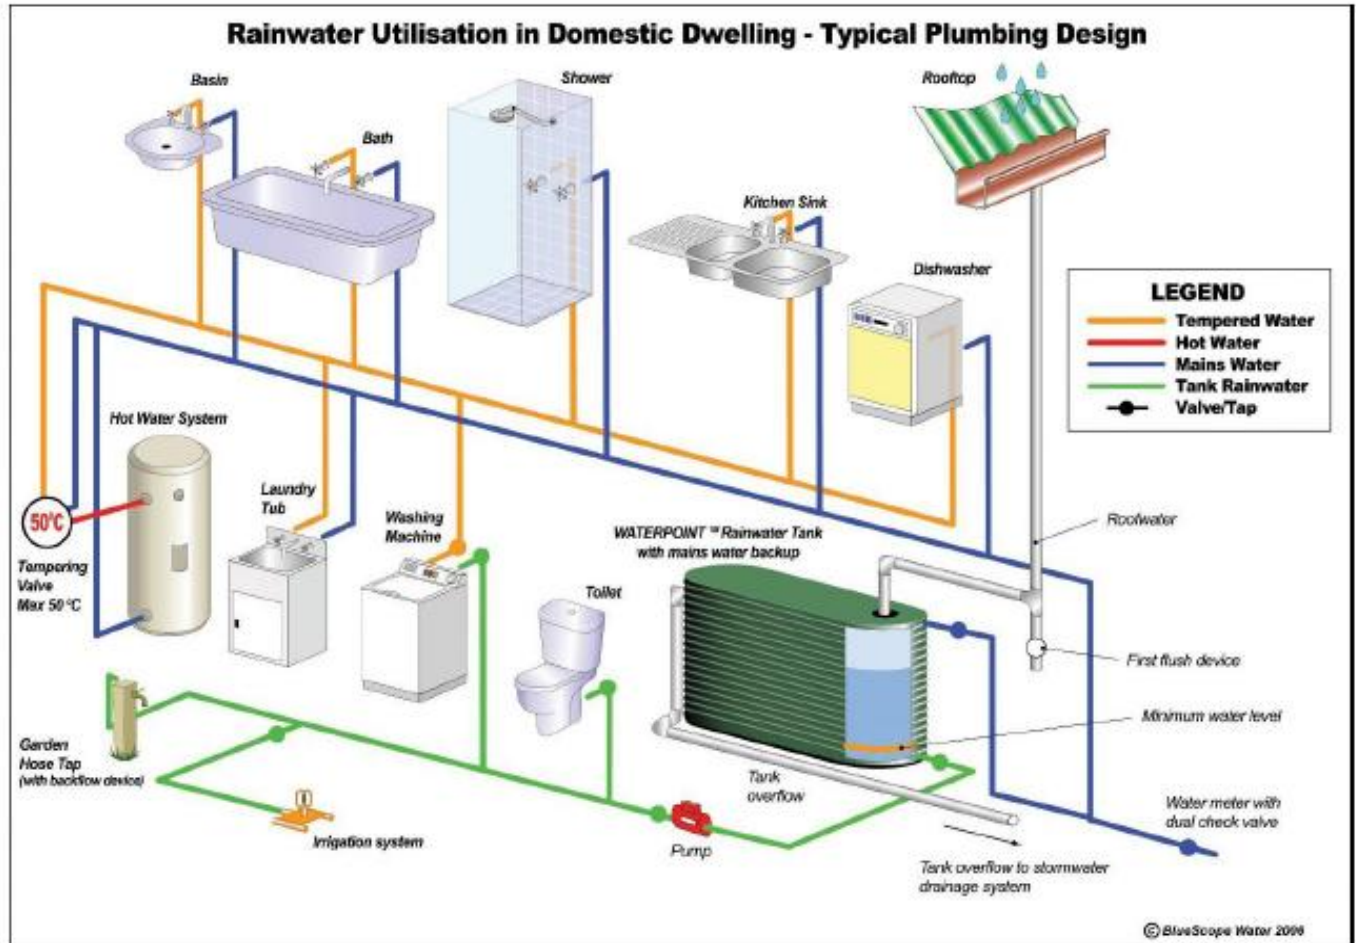 Rainwater Utilisation in Domestic Dwelling - Typical Plumbing Design
Basin
Shower
Rooftop
Bath
Kitchen Sink
Dishwasher
LEGEND
Tempered Water
Hot Water
Mains Water
Tank Rainwater
Valve/Tap
Hot Water System
Laundry
Tub
Washing
Machine
50°C
Tempering
Valve
Max 50 °C
WATERPOINT ™ Rainwater Tank
with mains water backup
Roofwater
Toilet
First flush device
Minimum water level
Garden
Hose Tap
(with backflow device)
Tank
overflow
Water meter with
dual check valve
Irrigation system
Pump
Tank overflow to stormwater
drainage system
© BlueScope Water 2006